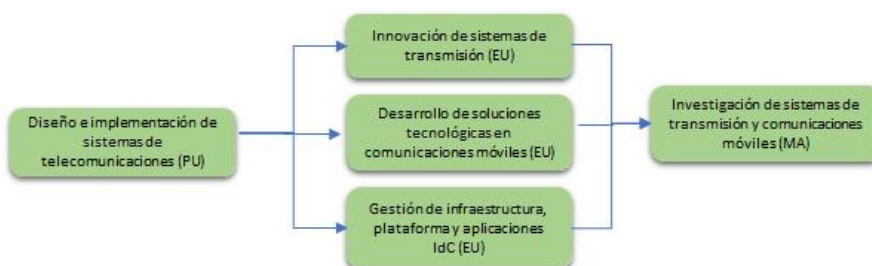 Diseño e implementación de
sistemas de
telecomunicaciones (PU)
Innovación de sistemas de
transmisión (EU)
Desarrollo de soluciones
tecnológicas en
comunicaciones móviles (EU)
Gestión de infraestructura,
plataforma y aplicaciones
IdC (EU)
Investigación de sistemas de
transmisión y comunicaciones
móviles (MA)